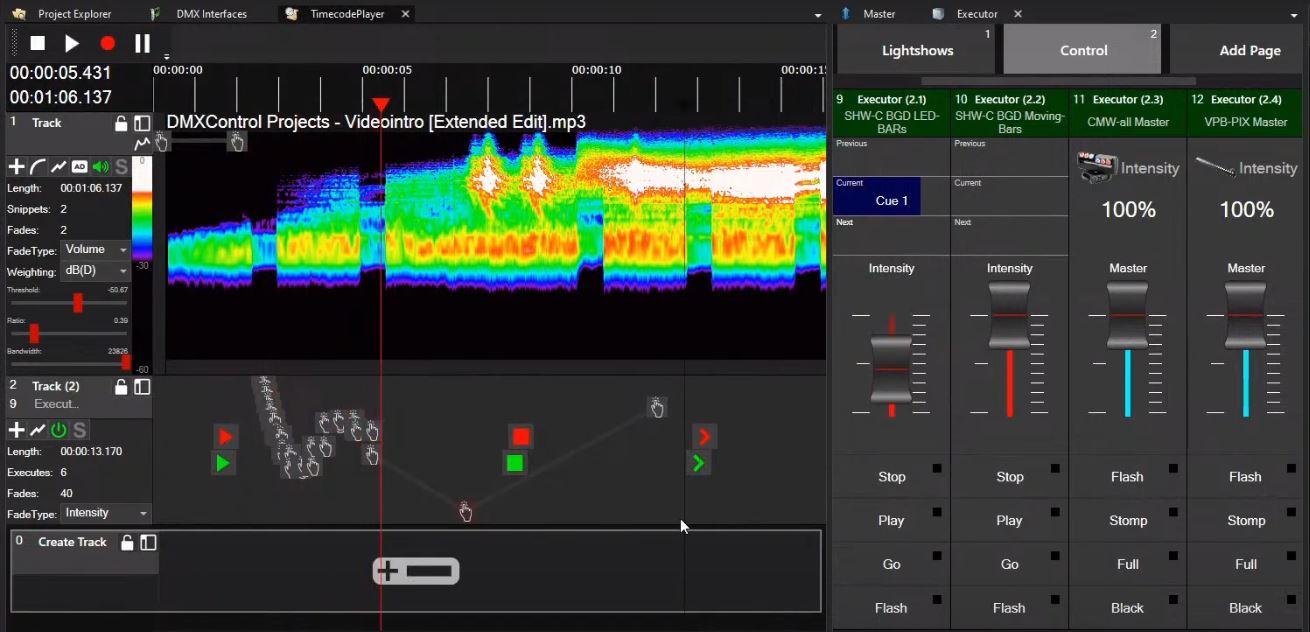 Project Explorer
DMX Interfaces
TimecodePlayer
Master
Executor
00:00:05.431
00:01:06.137
00:00:00
00:00:05
00:00:10
00:00:1
1 Track
DMXControl Projects - Videointro [Extended Edit].mp3
AD
S
Length: 00:01:06.137
Snippets: 2
Fades: 2
FadeType: Volume
Weighting: dB(D)
Threshold: -50.67
Ratio: 0.39
Bandwidth: 23826
0
-30
-60
2 Track (2)
9 Execut..
S
Length: 00:00:13.170
Executes: 6
Fades: 40
FadeType: Intensity
0 Create Track
Lightshows 1
Control 2
Add Page
9 Executor (2.1)
SHW-C BGD LED-
BARs
Previous
Current
Cue 1
Next
Intensity
Stop
Play
Go
Flash
10 Executor (2.2)
SHW-C BGD Moving-
Bars
Previous
Current
Next
Intensity
Stop
Play
Go
Flash
11 Executor (2.3)
CMW-all Master
Intensity
100%
Master
Flash
Stomp
Full
Black
12 Executor (2.4)
VPB-PIX Master
Intensity
100%
Master
Flash
Stomp
Full
Black